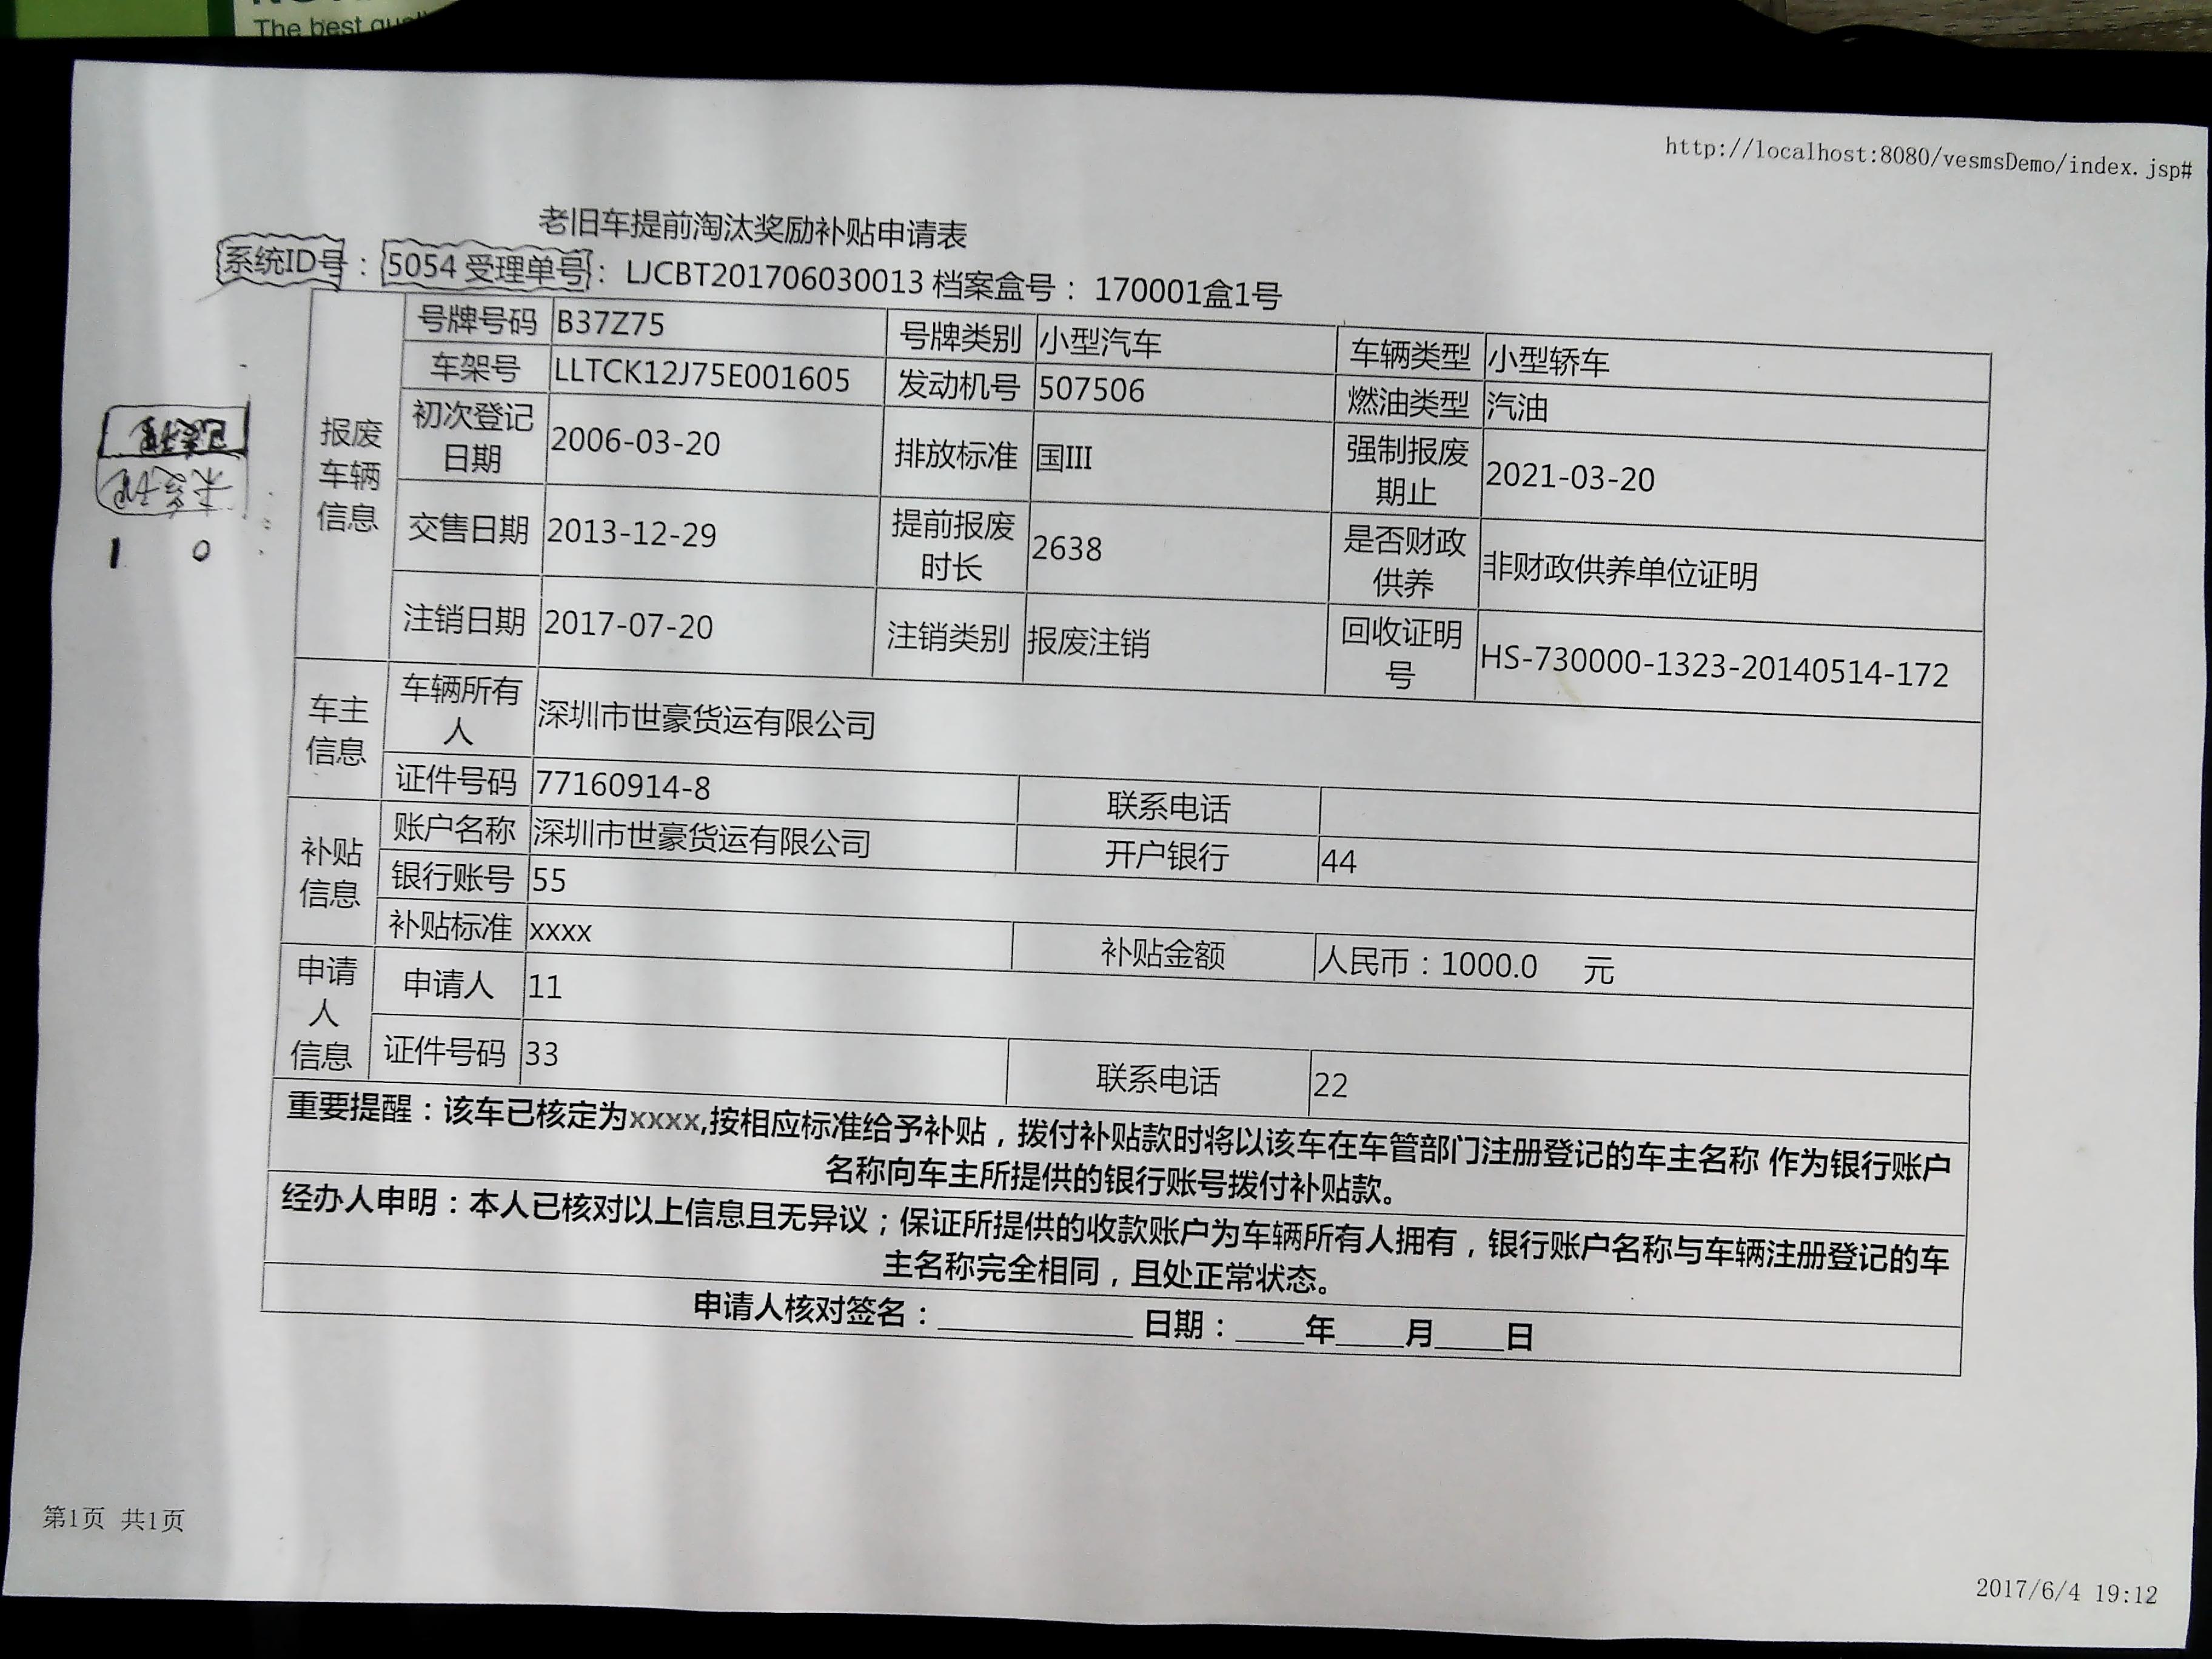 The best
http://localhost:8080/vesmsDemo/index.jsp#
老旧车提前淘汰奖励补贴申请表
系统ID号：5054 受理单号：LJCBT201706030013 档案盒号：170001盒1号
报废车辆信息
号牌号码 B37Z75 号牌类别 小型汽车 车辆类型 小型轿车
车架号 LLTCK12J75E001605 发动机号 507506 燃油类型 汽油
初次登记日期 2006-03-20 排放标准 国III 强制报废期止 2021-03-20
交售日期 2013-12-29 提前报废时长 2638 是否财政供养 非财政供养单位证明
注销日期 2017-07-20 注销类别 报废注销 回收证明号 HS-730000-1323-20140514-172
车主信息
车辆所有人 深圳市世豪货运有限公司
证件号码 77160914-8 联系电话
补贴信息
账户名称 深圳市世豪货运有限公司 开户银行 44
银行账号 55
补贴标准 xxxx 补贴金额 人民币：1000.0 元
申请人信息
申请人 11
证件号码 33 联系电话 22
重要提醒：该车已核定为xxxx,按相应标准给予补贴，拨付补贴款时将以该车在车管部门注册登记的车主名称 作为银行账户
名称向车主所提供的银行账号拨付补贴款。
经办人申明：本人已核对以上信息且无异议；保证所提供的收款账户为车辆所有人拥有，银行账户名称与车辆注册登记的车
主名称完全相同，且处正常状态。
申请人核对签名：____________ 日期：____年____月____日
1 0
第1页 共1页
2017/6/4 19:12